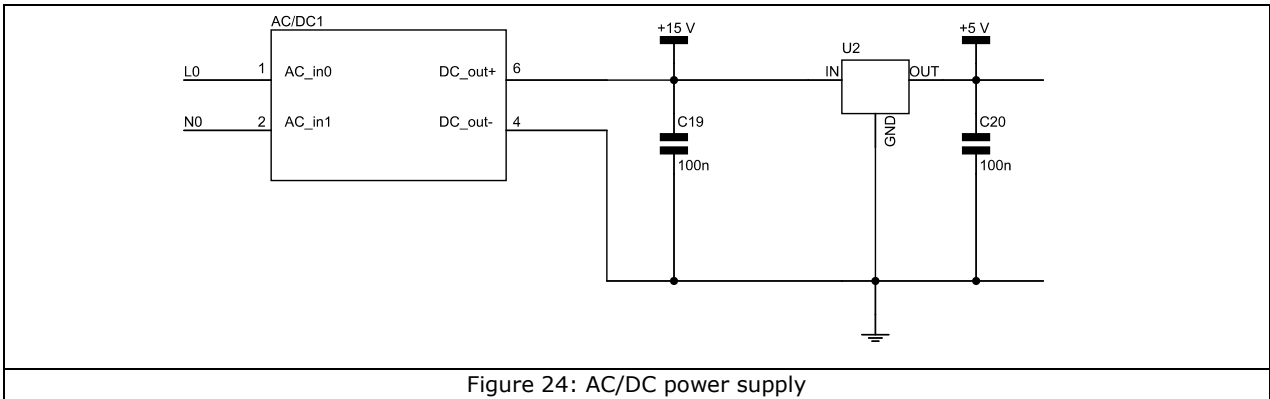 AC/DC1
+15 V
+5 V
U2
L0
1
AC_in0
DC_out+
6
IN
OUT
N0
2
AC_in1
DC_out-
4
C19
GND
C20
100n
100n
Figure 24: AC/DC power supply